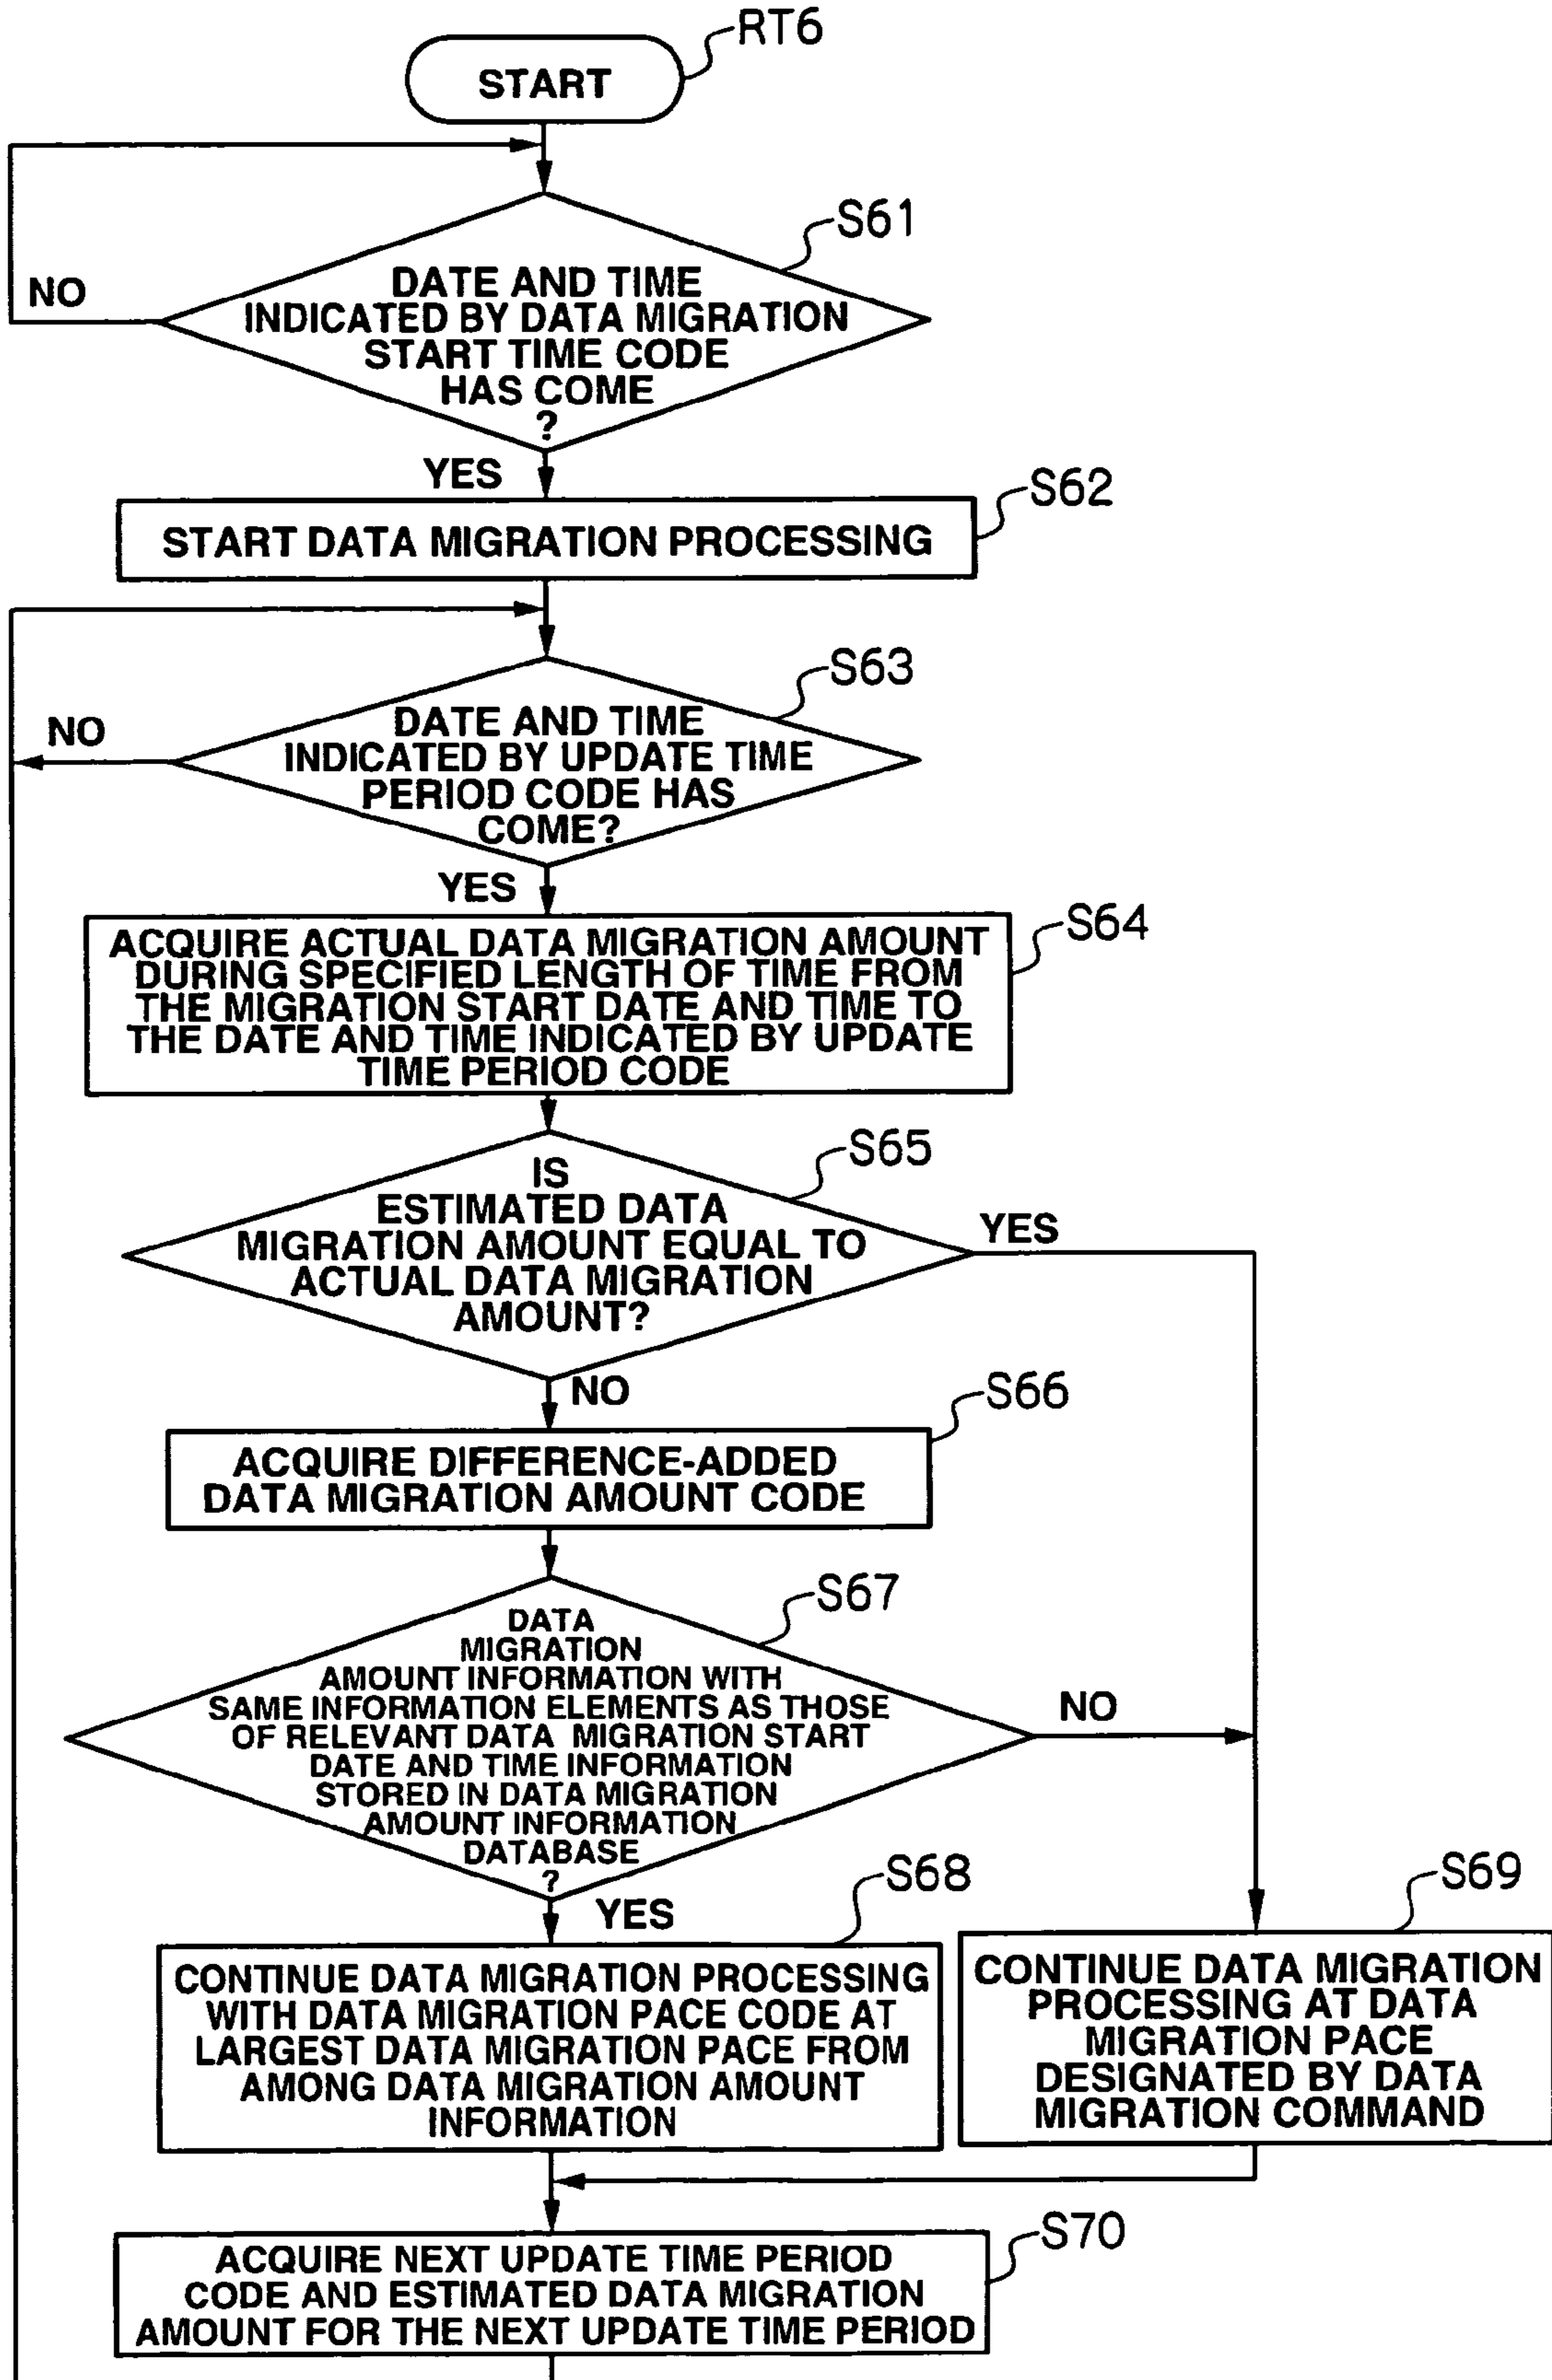 RT6
START
S61
DATE AND TIME
INDICATED BY DATA MIGRATION
START TIME CODE
HAS COME
?
NO
YES
S62
START DATA MIGRATION PROCESSING
S63
DATE AND TIME
INDICATED BY UPDATE TIME
PERIOD CODE HAS
COME?
NO
YES
S64
ACQUIRE ACTUAL DATA MIGRATION AMOUNT
DURING SPECIFIED LENGTH OF TIME FROM
THE MIGRATION START DATE AND TIME TO
THE DATE AND TIME INDICATED BY UPDATE
TIME PERIOD CODE
S65
IS
ESTIMATED DATA
MIGRATION AMOUNT EQUAL TO
ACTUAL DATA MIGRATION
AMOUNT?
YES
NO
S66
ACQUIRE DIFFERENCE-ADDED
DATA MIGRATION AMOUNT CODE
S67
DATA
MIGRATION
AMOUNT INFORMATION WITH
SAME INFORMATION ELEMENTS AS THOSE
OF RELEVANT DATA MIGRATION START
DATE AND TIME INFORMATION
STORED IN DATA MIGRATION
AMOUNT INFORMATION
DATABASE
?
NO
YES
S68
CONTINUE DATA MIGRATION PROCESSING
WITH DATA MIGRATION PACE CODE AT
LARGEST DATA MIGRATION PACE FROM
AMONG DATA MIGRATION AMOUNT
INFORMATION
S69
CONTINUE DATA MIGRATION
PROCESSING AT DATA
MIGRATION PACE
DESIGNATED BY DATA
MIGRATION COMMAND
S70
ACQUIRE NEXT UPDATE TIME PERIOD
CODE AND ESTIMATED DATA MIGRATION
AMOUNT FOR THE NEXT UPDATE TIME PERIOD